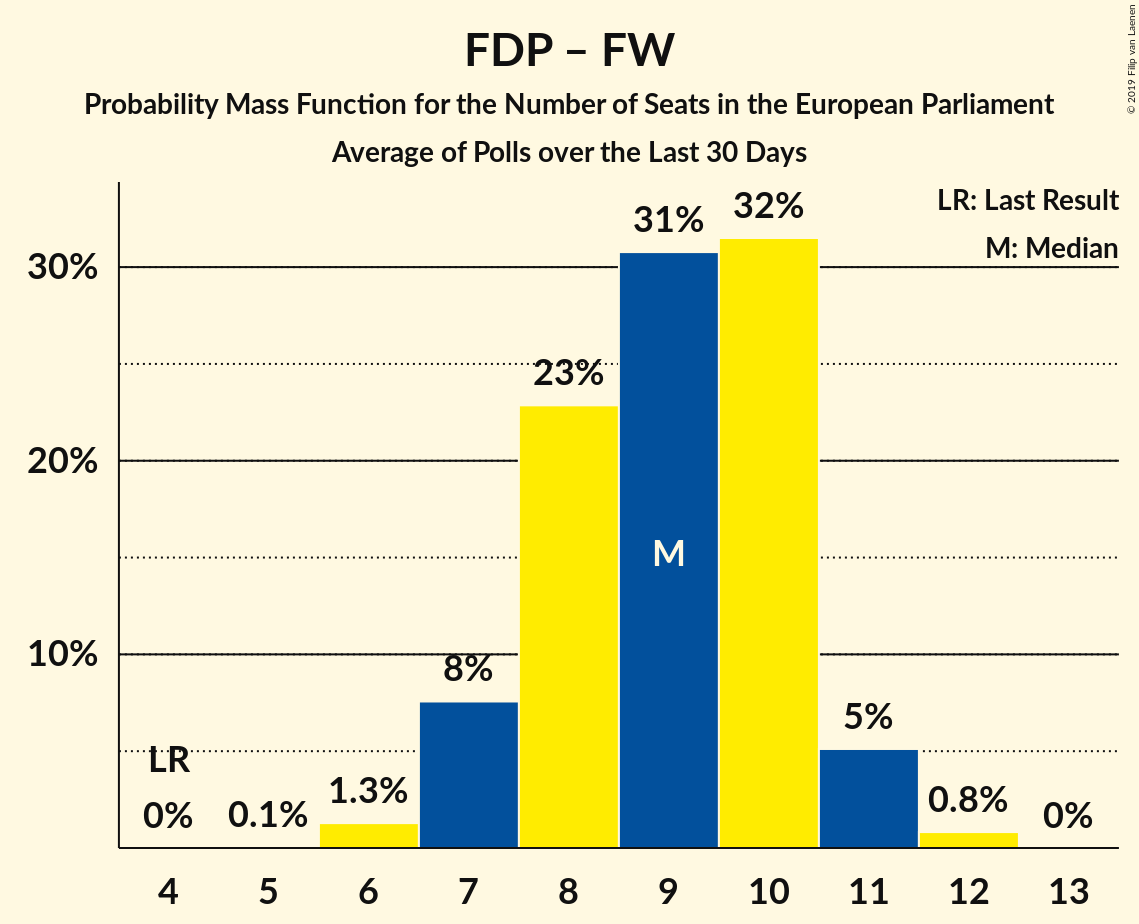 FDP – FW
Probability Mass Function for the Number of Seats in the European Parliament
Average of Polls over the Last 30 Days
© 2019 Filip van Laenen
LR: Last Result
M: Median
30%
20%
10%
LR
0%
0.1%
1.3%
8%
23%
31%
32%
5%
0.8%
0%
M
4 5 6 7 8 9 10 11 12 13